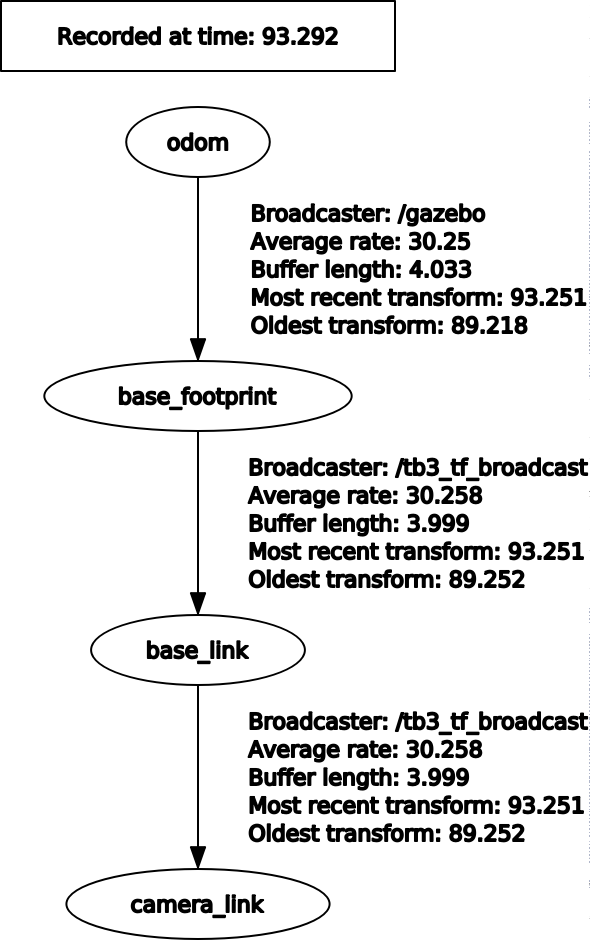 Recorded at time: 93.292
odom
Broadcaster: /gazebo
Average rate: 30.25
Buffer length: 4.033
Most recent transform: 93.251
Oldest transform: 89.218
base_footprint
Broadcaster: /tb3_tf_broadcast
Average rate: 30.258
Buffer length: 3.999
Most recent transform: 93.251
Oldest transform: 89.252
base_link
Broadcaster: /tb3_tf_broadcast
Average rate: 30.258
Buffer length: 3.999
Most recent transform: 93.251
Oldest transform: 89.252
camera_link